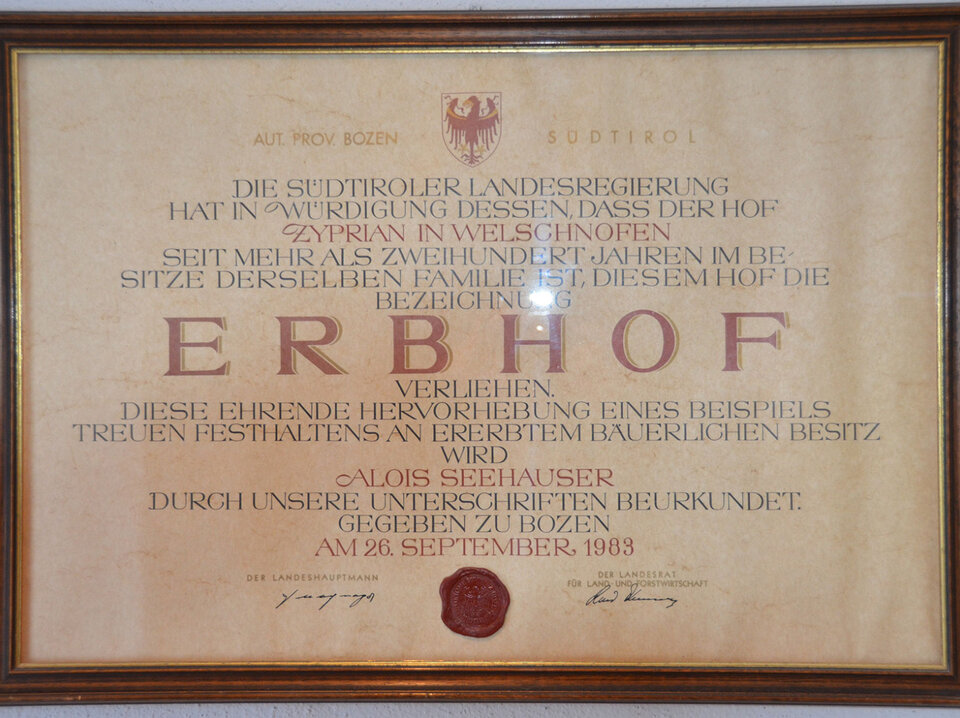 AUT. PROV. BOZEN SÜDTIROL
DIE SÜDTIROLER LANDESREGIERUNG
HAT IN WÜRDIGUNG DESSEN, DASS DER HOF
ZYPRIAN IN WELSCHNOFEN
SEIT MEHR ALS ZWEIHUNDERT JAHREN IM BE-
SITZE DERSELBEN FAMILIE IST, DIESEM HOF DIE
BEZEICHNUNG
ERBHOF
VERLIEHEN.
DIESE EHRENDE HERVORHEBUNG EINES BEISPIELS
TREUEN FESTHALTENS AN ERERBTEM BÄUERLICHEN BESITZ
WIRD
ALOIS SEEHAUSER
DURCH UNSERE UNTERSCHRIFTEN BEURKUNDET.
GEGEBEN ZU BOZEN
AM 26. SEPTEMBER, 1983
DER LANDESHAUPTMANN
DER LANDESRAT
FÜR LAND- UND FORSTWIRTSCHAFT